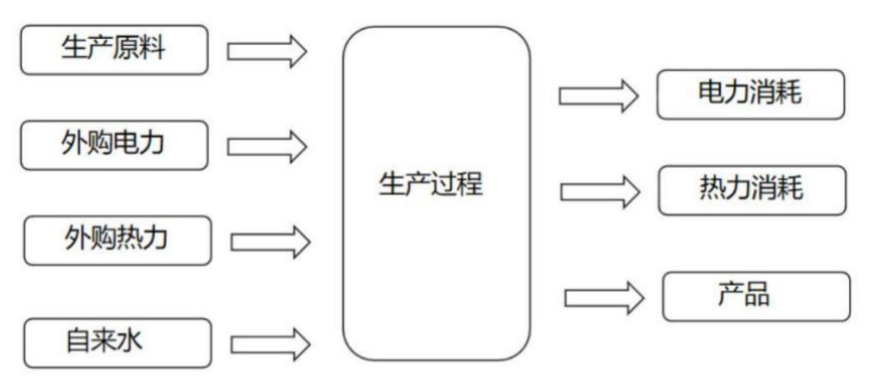 生产原料
外购电力
外购热力
自来水
生产过程
电力消耗
热力消耗
产品